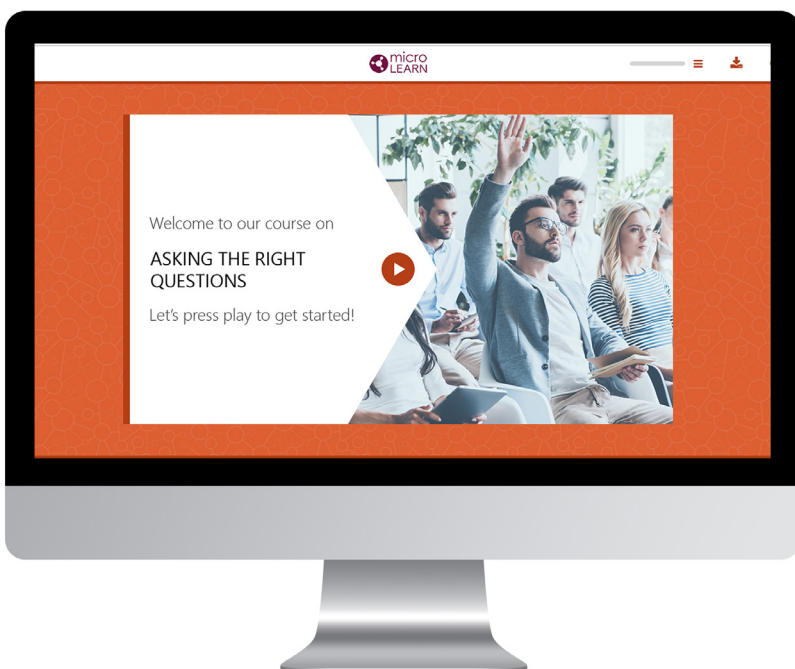 micro
LEARN
Welcome to our course on
ASKING THE RIGHT
QUESTIONS
Let's press play to get started!